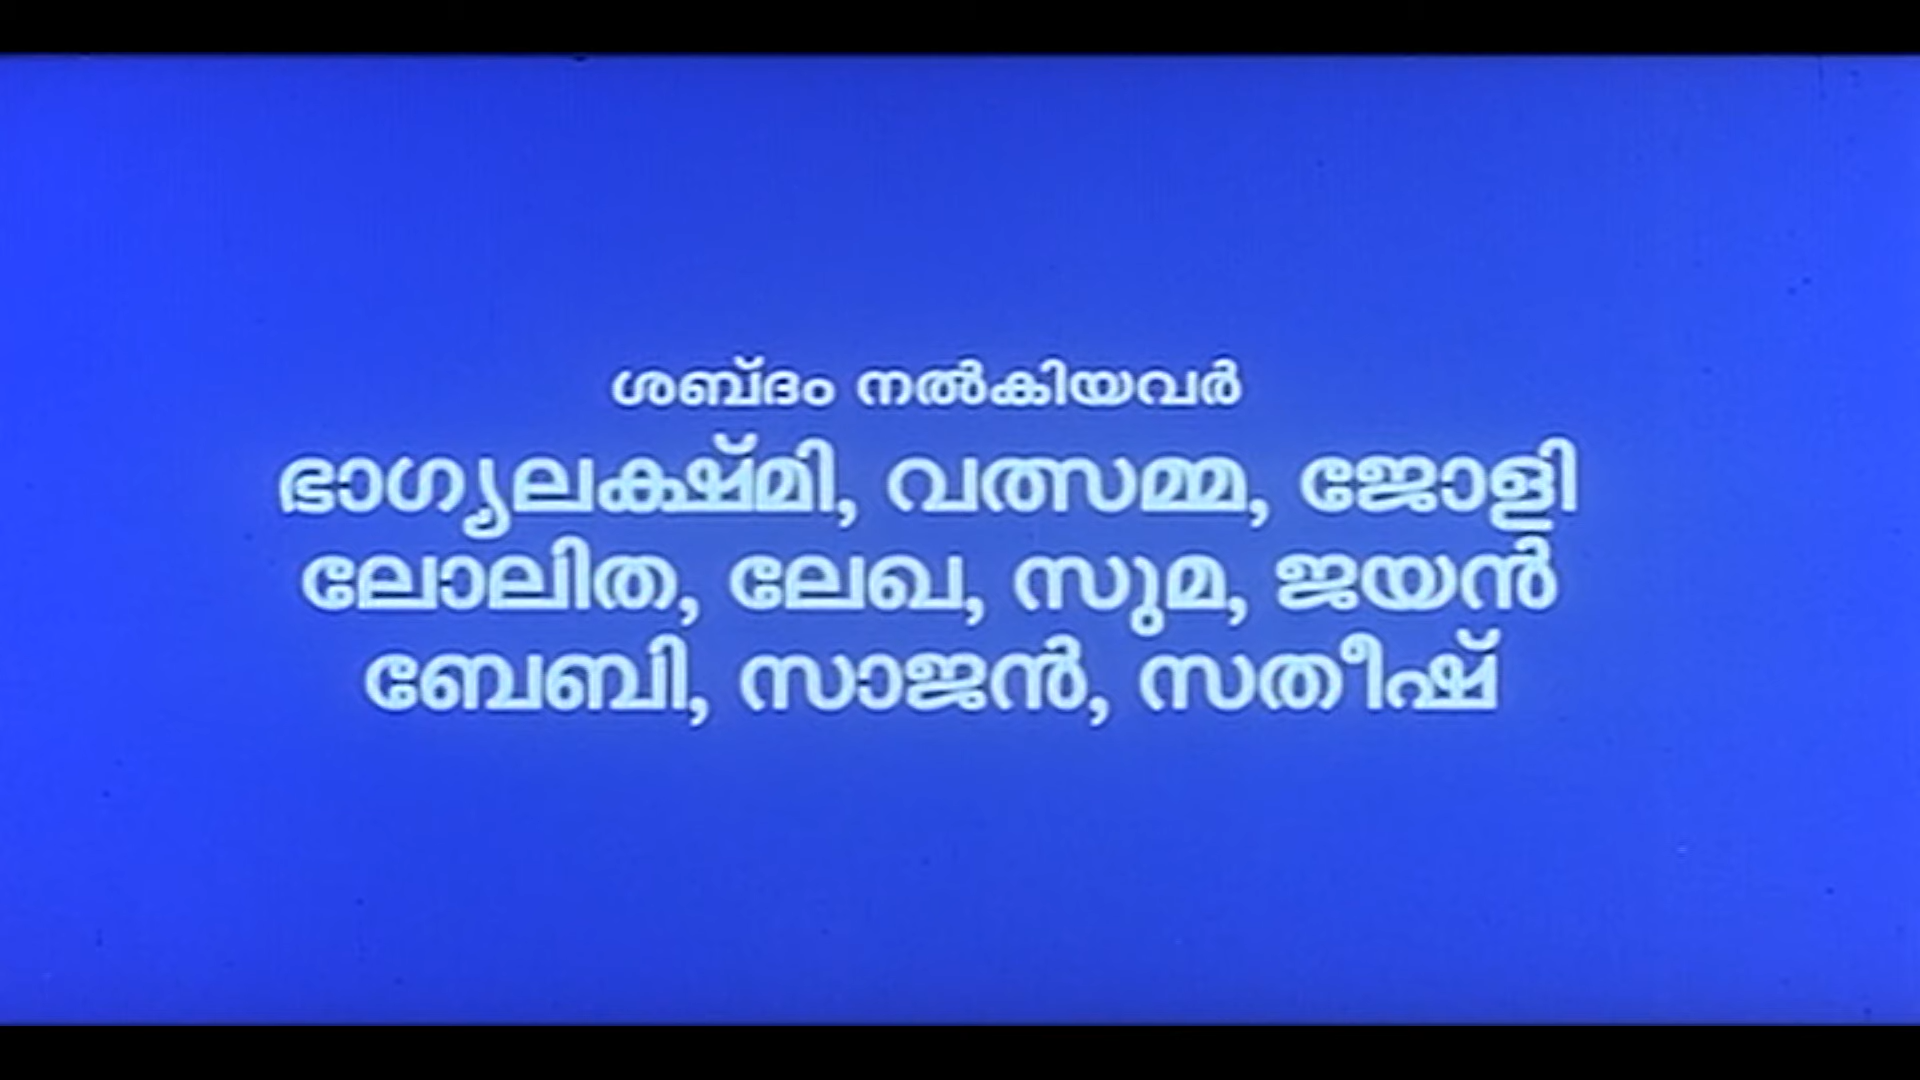 ശബ്ദം നൽകിയവർ
ഭാഗ്യലക്ഷ്മി, വത്സമ്മ, ജോളി
ലോലിത, ലേഖ, സുമ, ജയൻ
ബേബി, സാജൻ, സതീഷ്